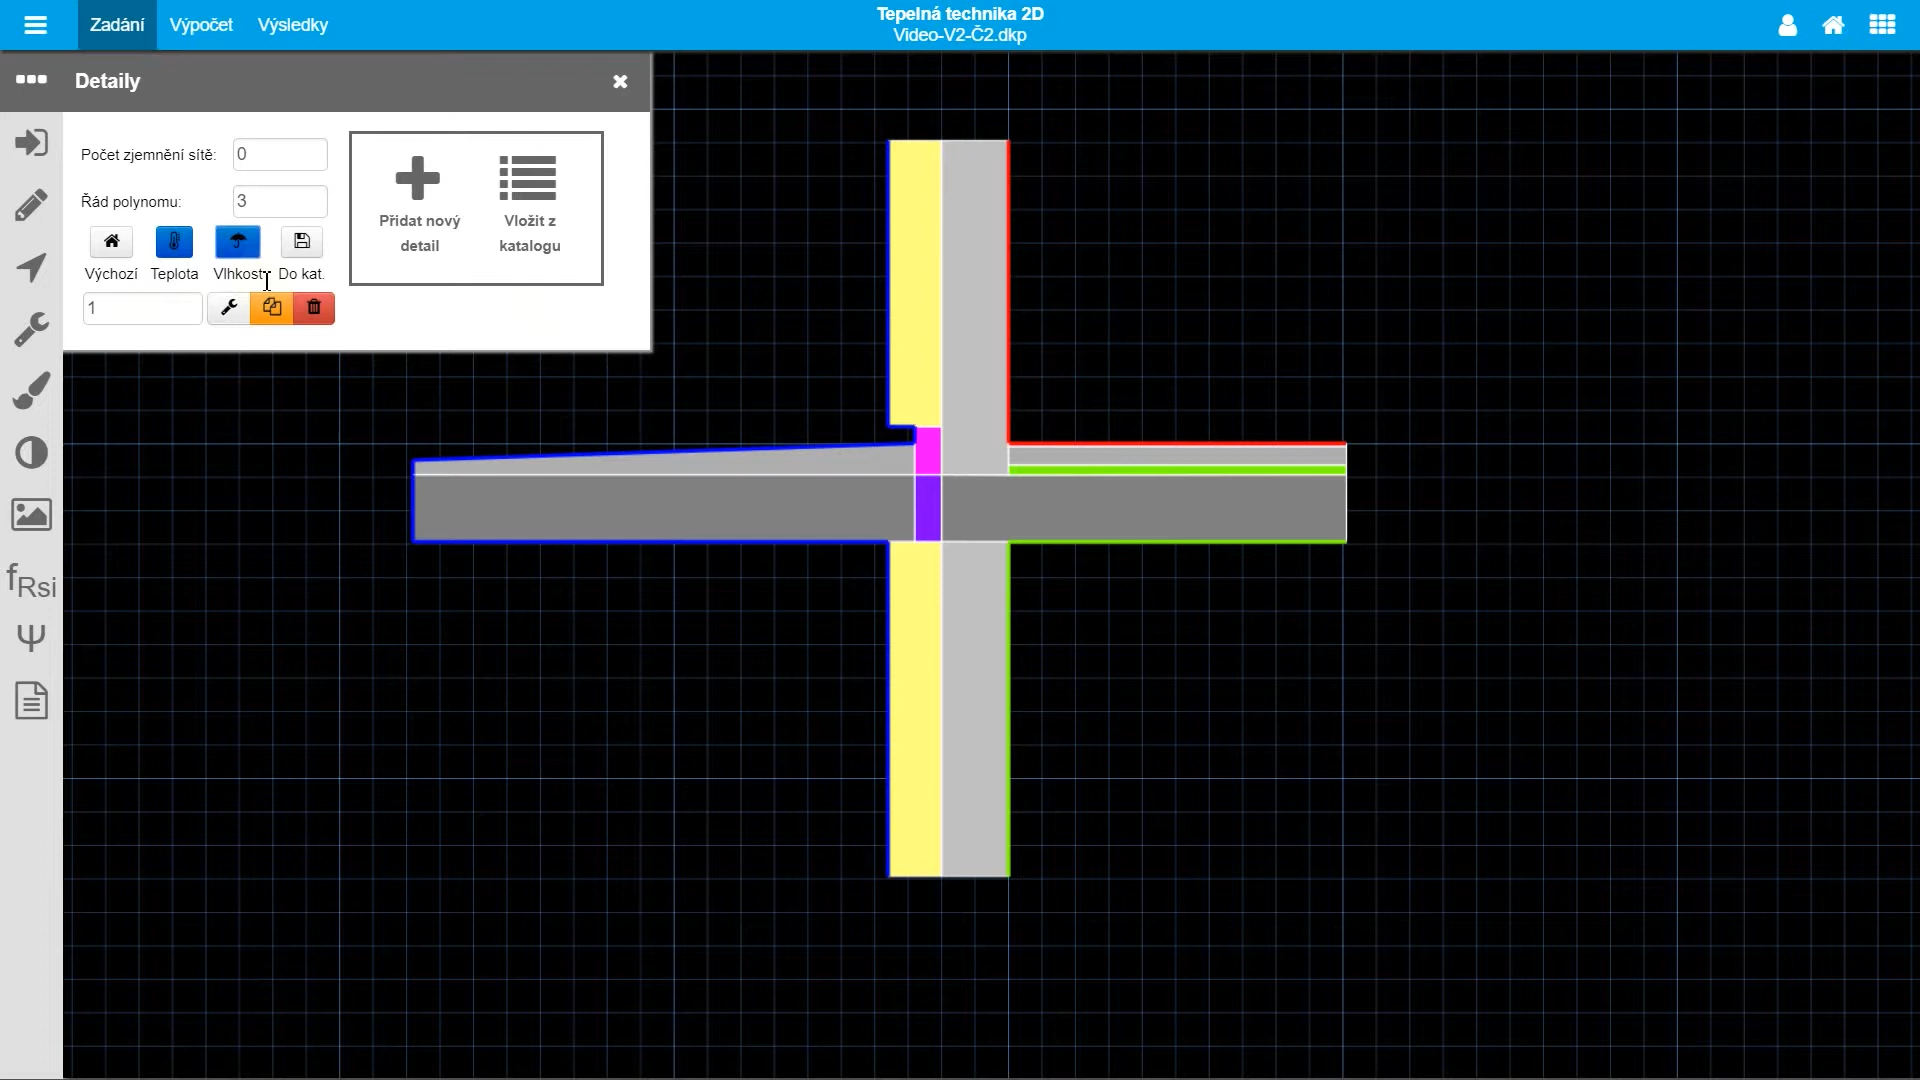 Zadání
Výpočet
Výsledky
Tepelná technika 2D
Video-V2-Č2.dkp
Detaily
Počet zjemnění sítě:
0
Řád polynomu:
3
Výchozí
Teplota
Vlhkost
Do kat.
1
Přidat nový
detail
Vložit z
katalogu
fRsi
Ψ